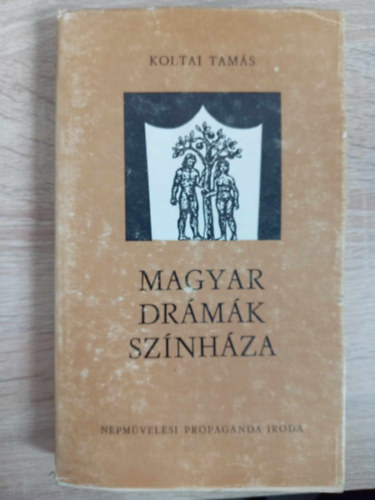 KOLTAI TAMÁS
MAGYAR
DRÁMÁK
SZÍNHÁZA
NÉPMŰVELÉSI PROPAGANDA IRODA